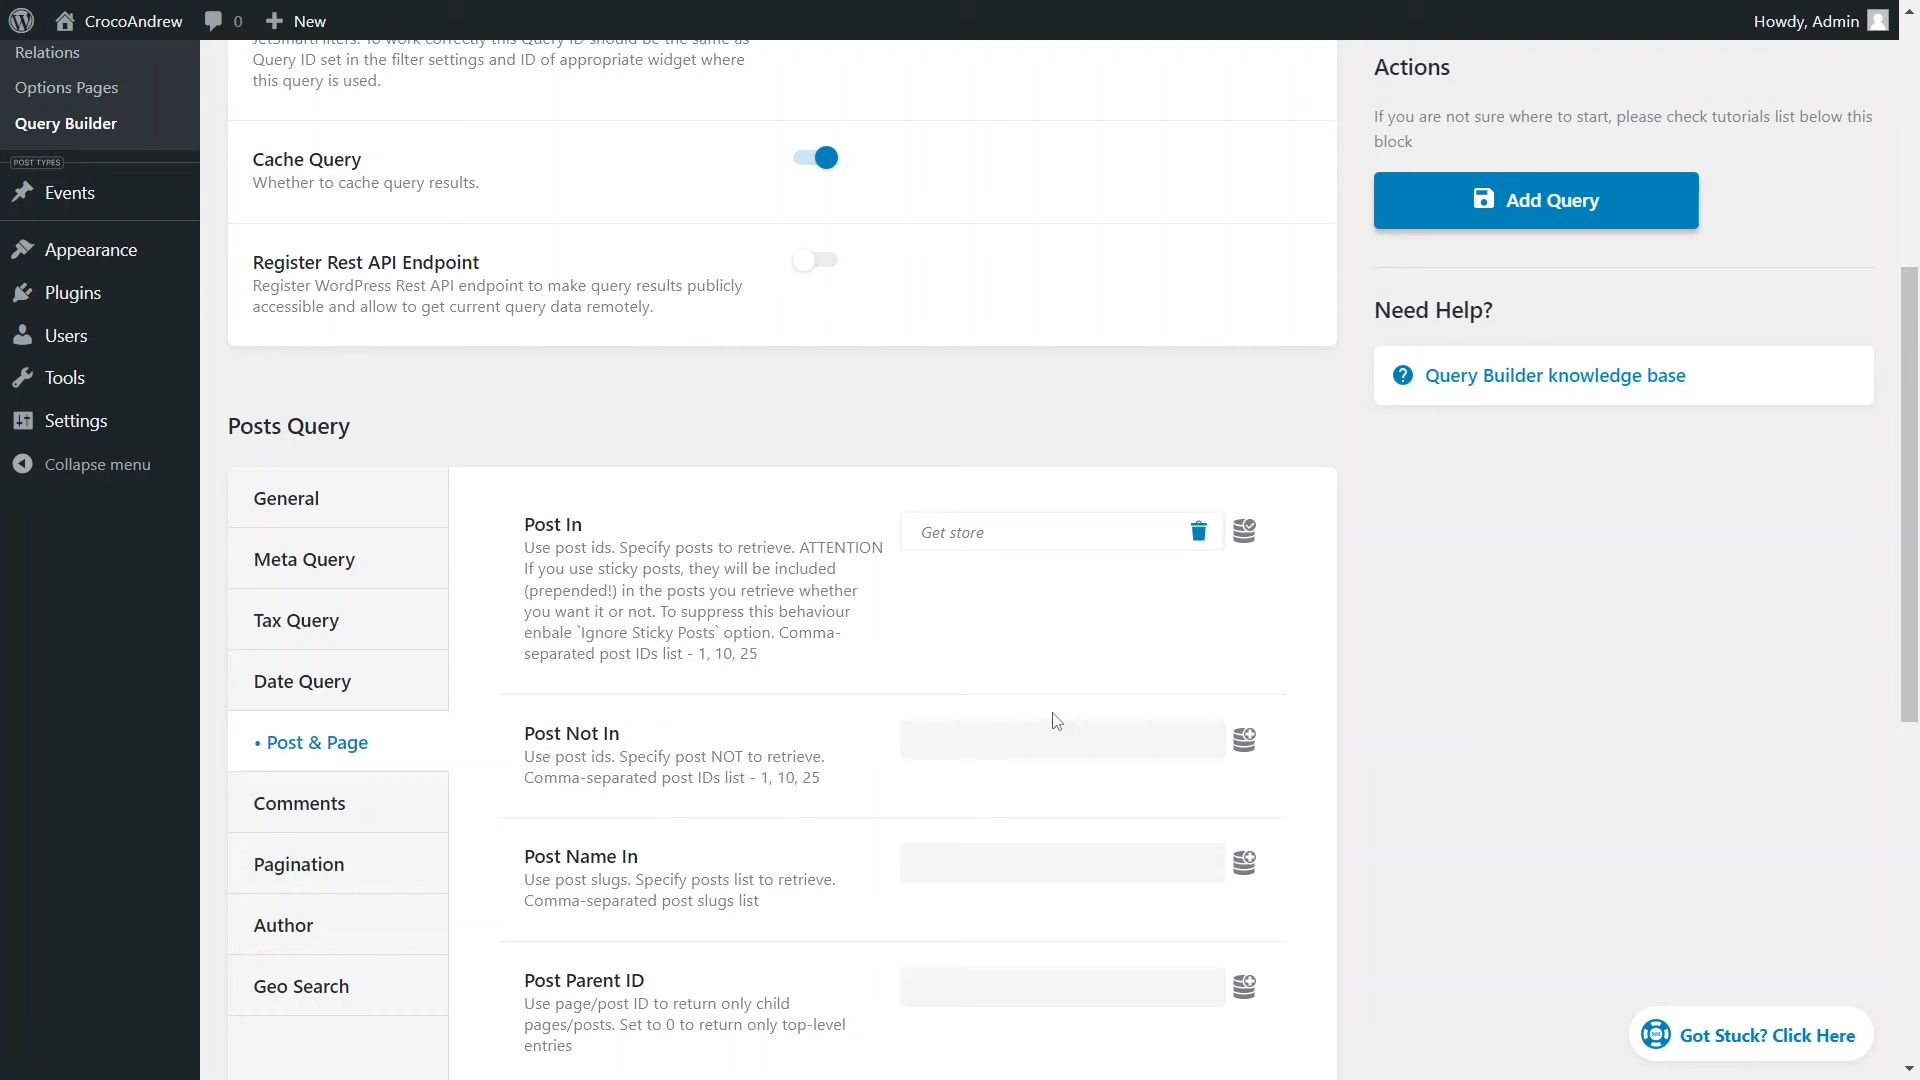 CrocoAndrew
0
New
Howdy, Admin
Relations
Options Pages
Query Builder
POST TYPES
Events
Appearance
Plugins
Users
Tools
Settings
Collapse menu
JetSmartFilters. To work correctly this Query ID should be the same as
Query ID set in the filter settings and ID of appropriate widget where
this query is used.
Cache Query
Whether to cache query results.
Register Rest API Endpoint
Register WordPress Rest API endpoint to make query results publicly
accessible and allow to get current query data remotely.
Posts Query
General
Meta Query
Tax Query
Date Query
• Post & Page
Comments
Pagination
Author
Geo Search
Post In
Use post ids. Specify posts to retrieve. ATTENTION
If you use sticky posts, they will be included
(prepended!) in the posts you retrieve whether
you want it or not. To suppress this behaviour
enbale `Ignore Sticky Posts` option. Comma-
separated post IDs list - 1, 10, 25
Get store
Post Not In
Use post ids. Specify post NOT to retrieve.
Comma-separated post IDs list - 1, 10, 25
Post Name In
Use post slugs. Specify posts list to retrieve.
Comma-separated post slugs list
Post Parent ID
Use page/post ID to return only child
pages/posts. Set to 0 to return only top-level
entries
Actions
If you are not sure where to start, please check tutorials list below this
block
Add Query
Need Help?
Query Builder knowledge base
Got Stuck? Click Here